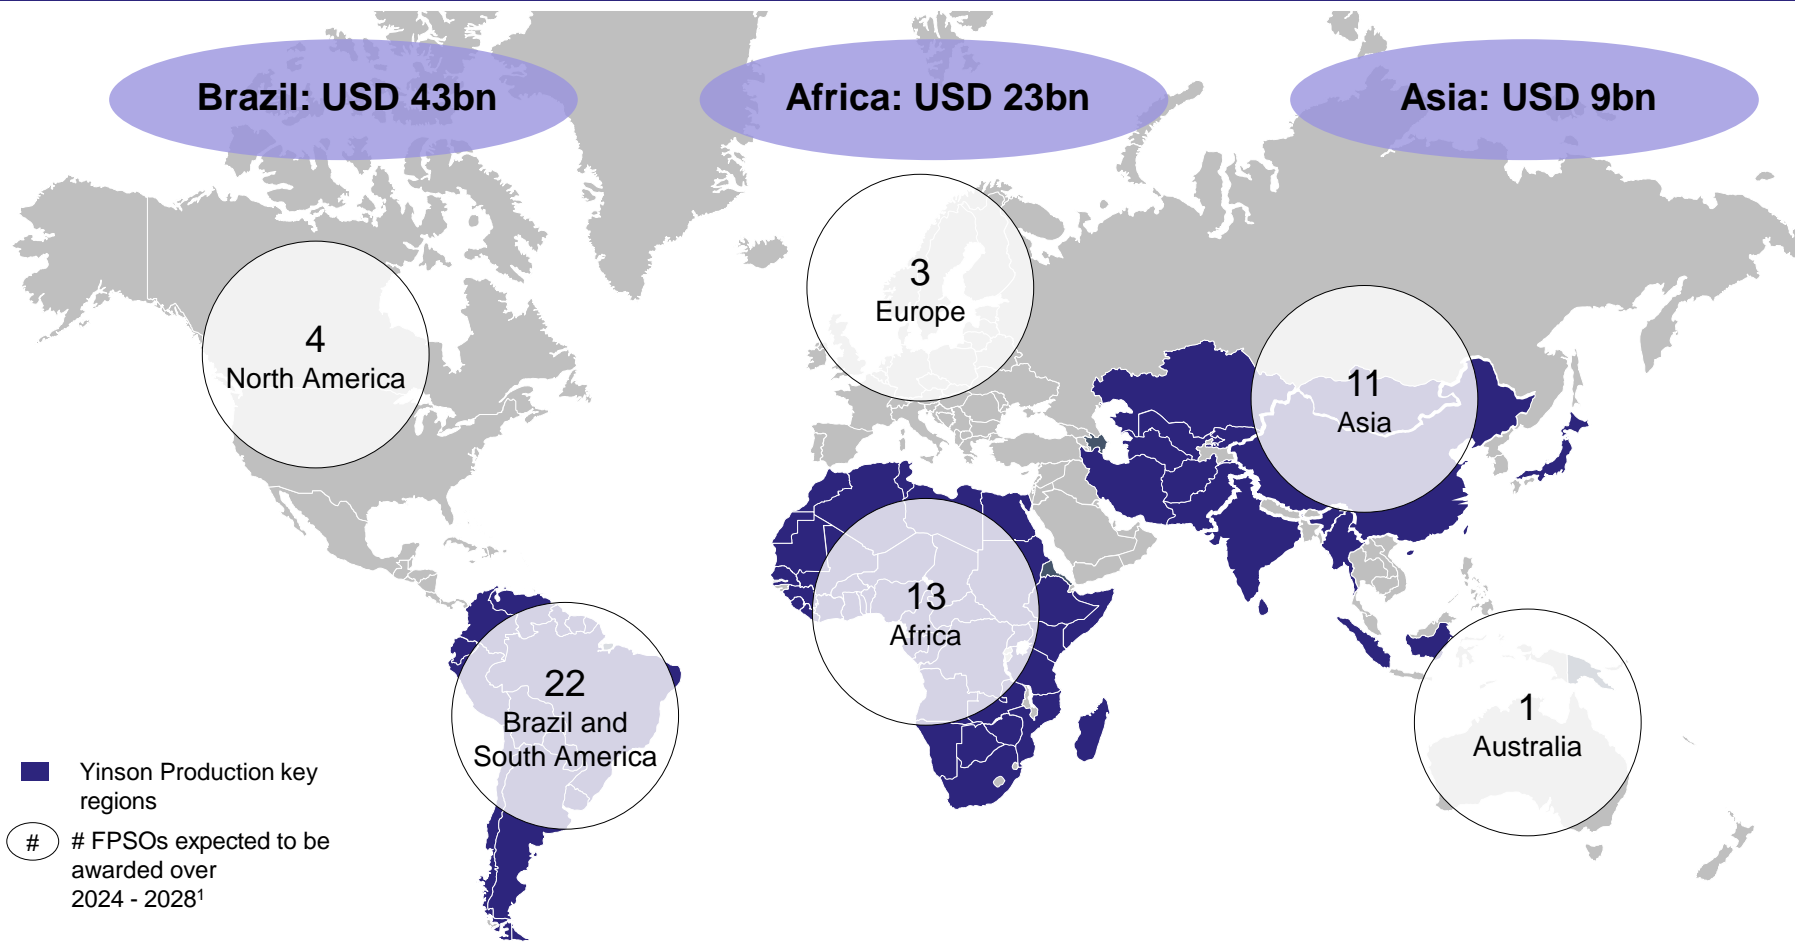 Brazil: USD 43bn
Africa: USD 23bn
Asia: USD 9bn
3
Europe
4
North America
11
Asia
13
Africa
22
Brazil and
South America
1
Australia
Yinson Production key
regions
#
# FPSOs expected to be
awarded over
2024 - 2028¹